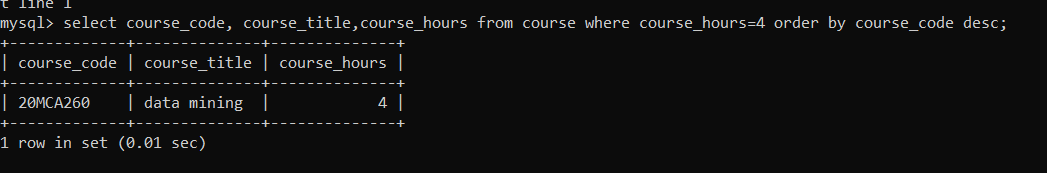 t line 1
mysql> select course_code, course_title,course_hours from course where course_hours=4 order by course_code desc;
+-------------+--------------+--------------+
| course_code | course_title | course_hours |
+-------------+--------------+--------------+
| 20MCA260    | data mining  |            4 |
+-------------+--------------+--------------+
1 row in set (0.01 sec)